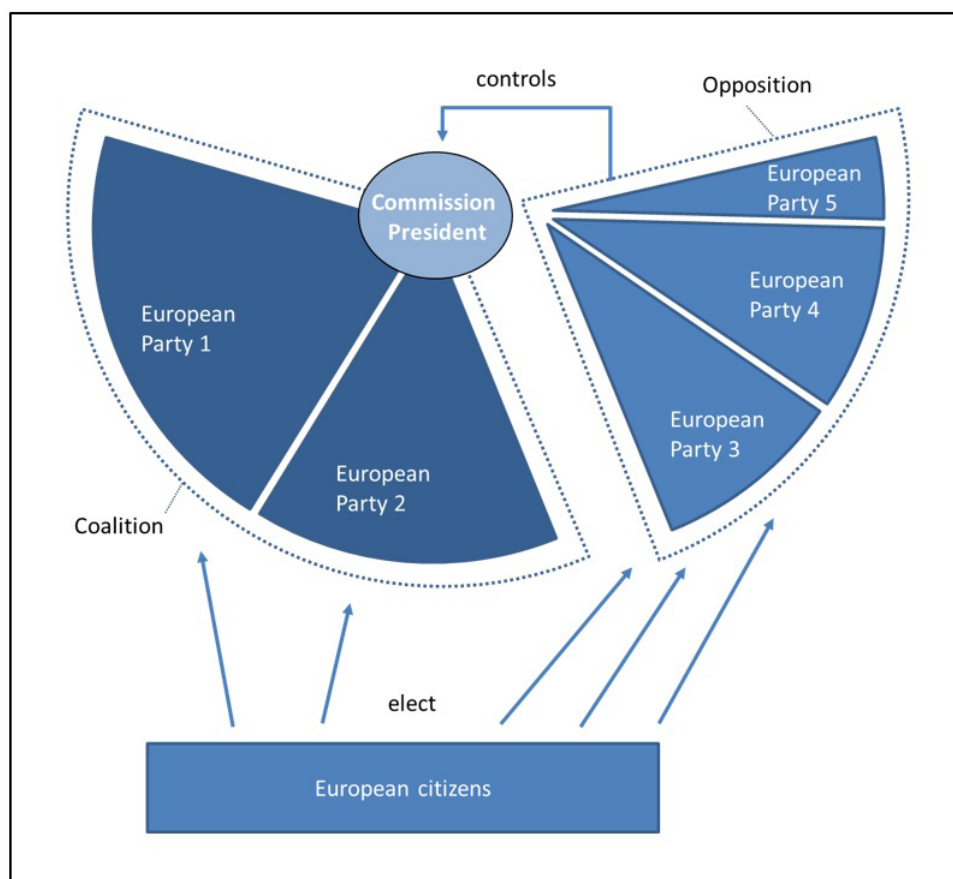 controls
Opposition
Commission
President
European
Party 5
European
Party 4
European
Party 1
European
Party 3
European
Party 2
Coalition
elect
European citizens